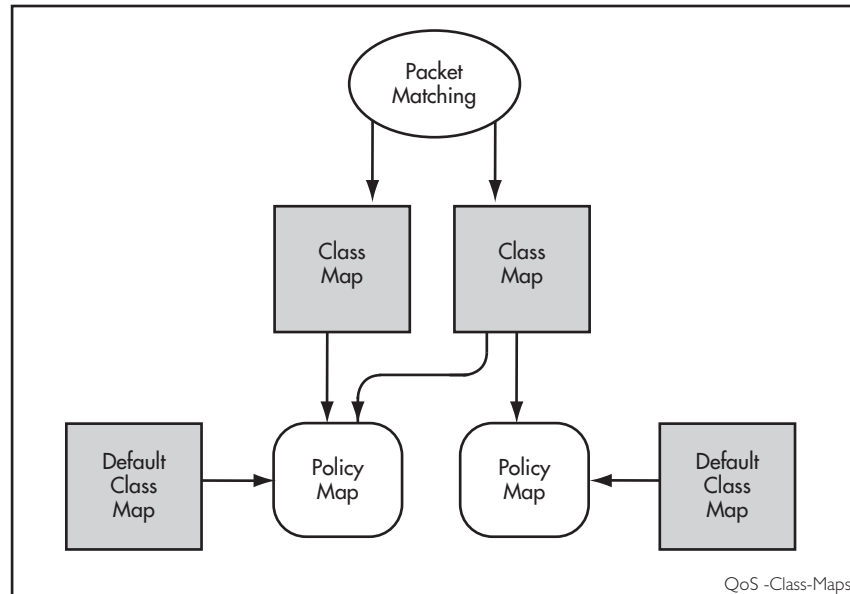 Packet
Matching
Class
Map
Class
Map
Default
Class
Map
Policy
Map
Policy
Map
Default
Class
Map
QoS -Class-Maps